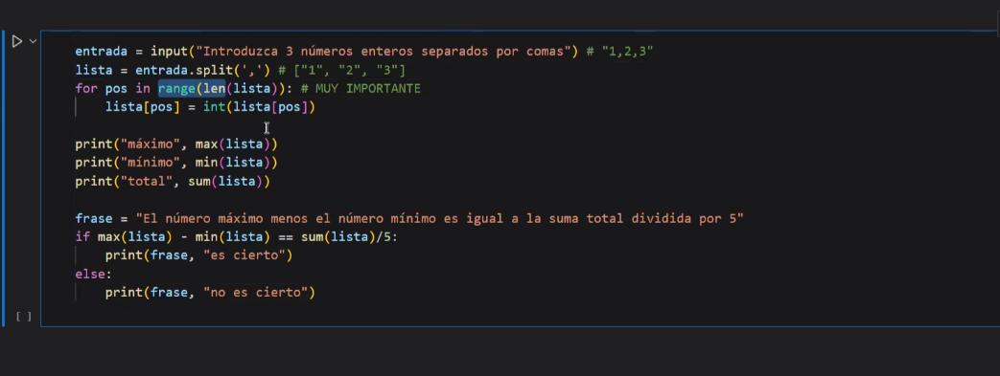 entrada = input("Introduzca 3 números enteros separados por comas") # "1,2,3"
lista = entrada.split(',') # ["1", "2", "3"]
for pos in range(len(lista)): # MUY IMPORTANTE
    lista[pos] = int(lista[pos])
print("máximo", max(lista))
print("mínimo", min(lista))
print("total", sum(lista))
frase = "El número máximo menos el número mínimo es igual a la suma total dividida por 5"
if max(lista) - min(lista) == sum(lista)/5:
    print(frase, "es cierto")
else:
    print(frase, "no es cierto")
[ ]